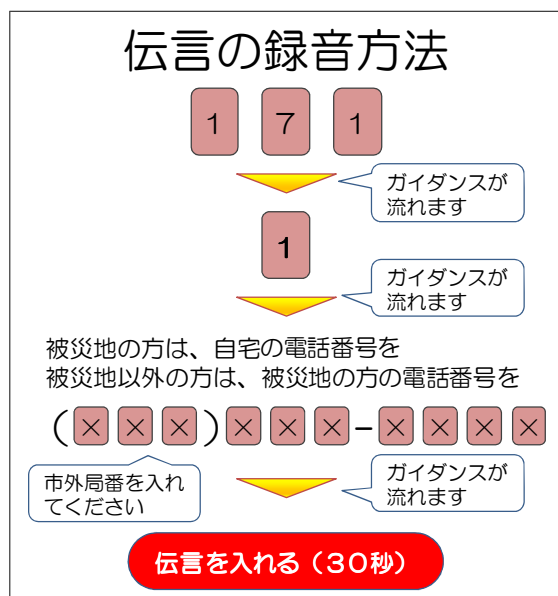 伝言の録音方法
1 7 1
ガイダンスが
流れます
1
ガイダンスが
流れます
被災地の方は、自宅の電話番号を
被災地以外の方は、被災地の方の電話番号を
(×××)×××-××××
市外局番を入れ
てください
ガイダンスが
流れます
伝言を入れる(30秒)